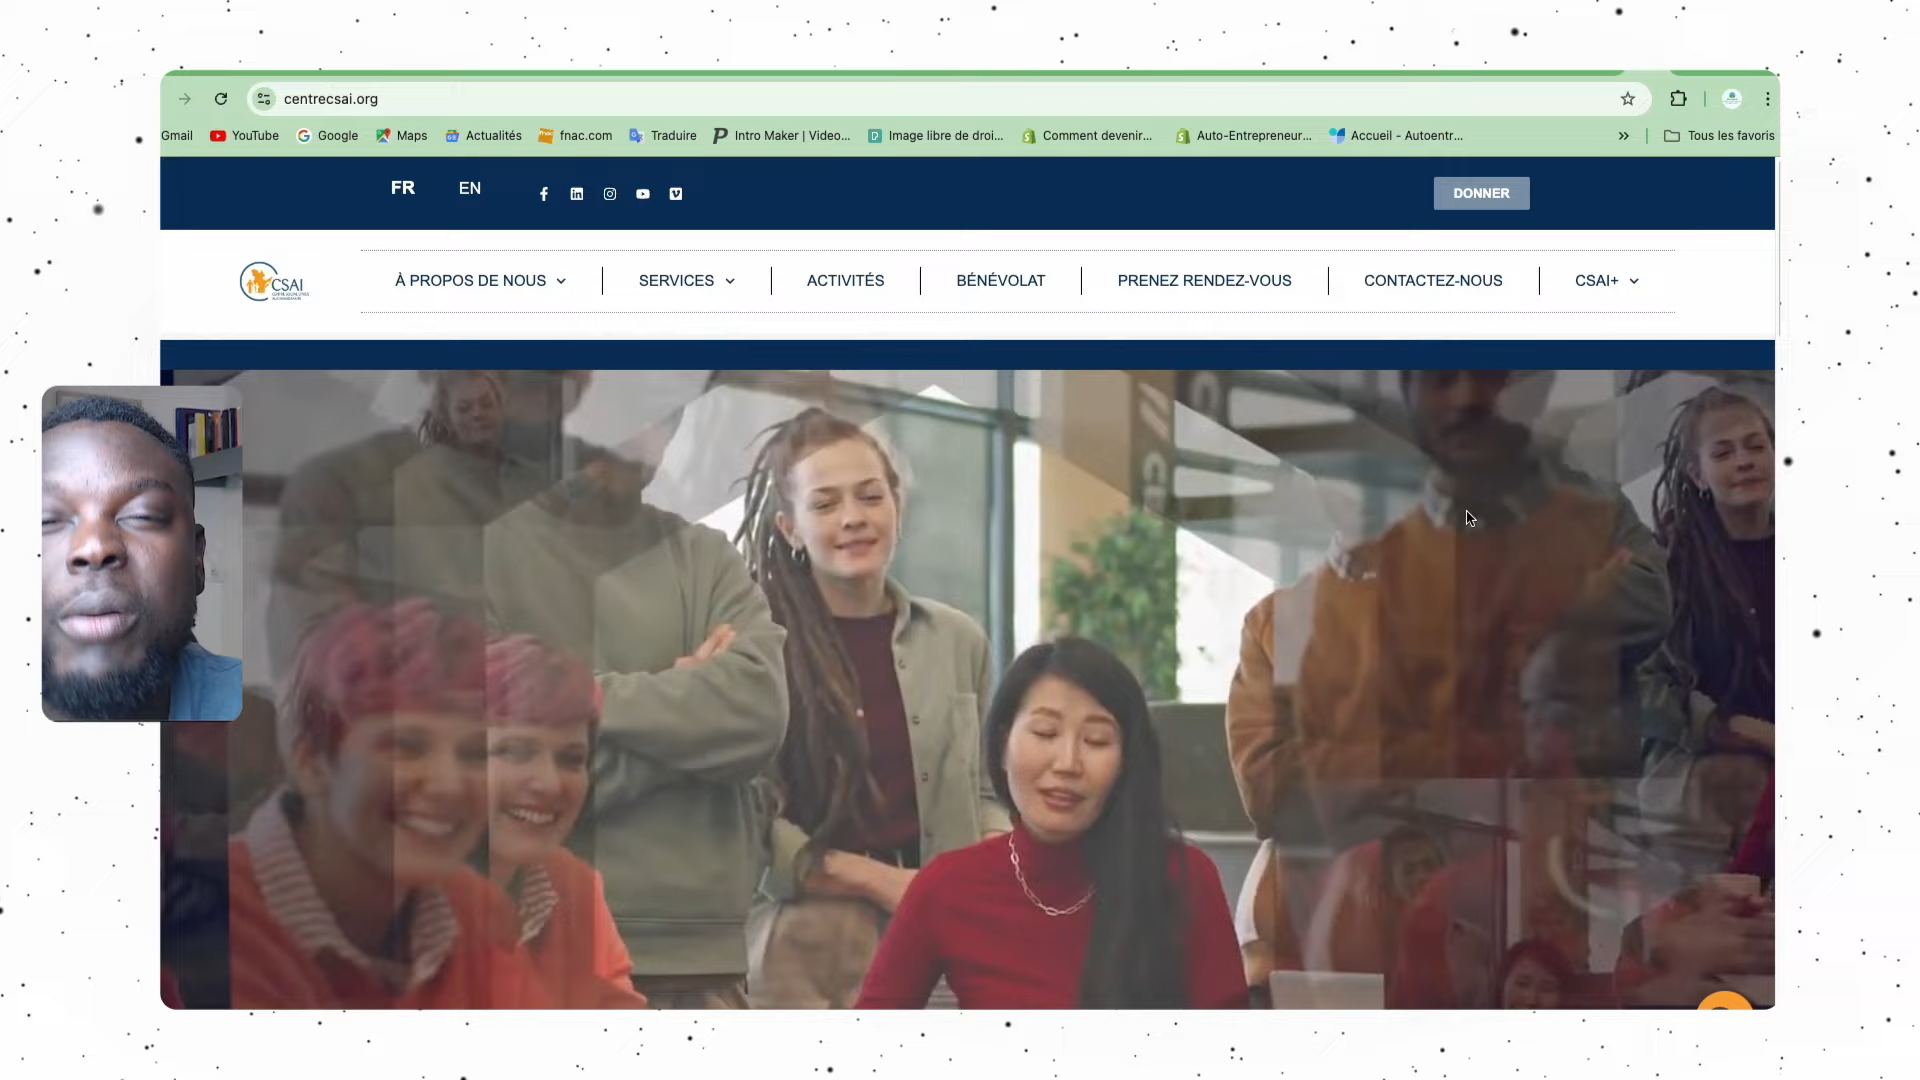 centrecsai.org
Gmail YouTube Google Maps Actualités fnac.com Traduire Intro Maker | Video... Image libre de droi... Comment devenir... Auto-Entrepreneur... Accueil - Autoentr... » Tous les favoris
FR EN DONNER
CSAI
À PROPOS DE NOUS SERVICES ACTIVITÉS BÉNÉVOLAT PRENEZ RENDEZ-VOUS CONTACTEZ-NOUS CSAI+